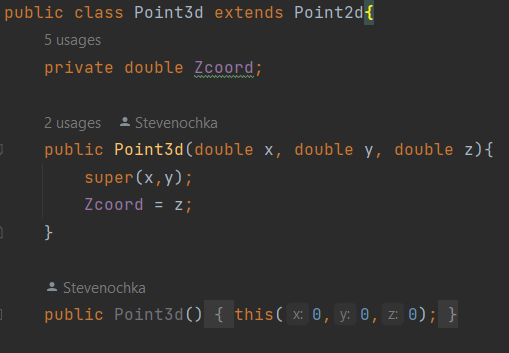 public class Point3d extends Point2d{
5 usages
private double Zcoord;
2 usages Stevenochka
public Point3d(double x, double y, double z){
super(x,y);
Zcoord = z;
}
Stevenochka
public Point3d() { this( x: 0, y: 0, z: 0); }